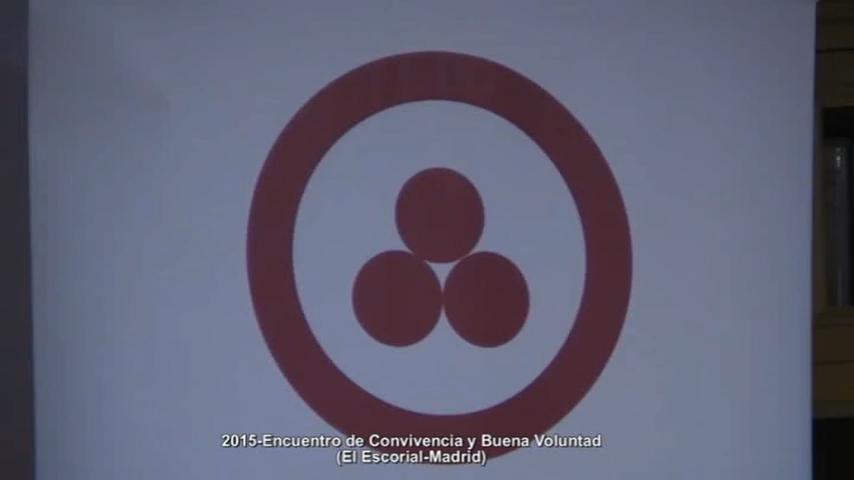 2015-Encuentro de Convivencia y Buena Voluntad
(El Escorial-Madrid)